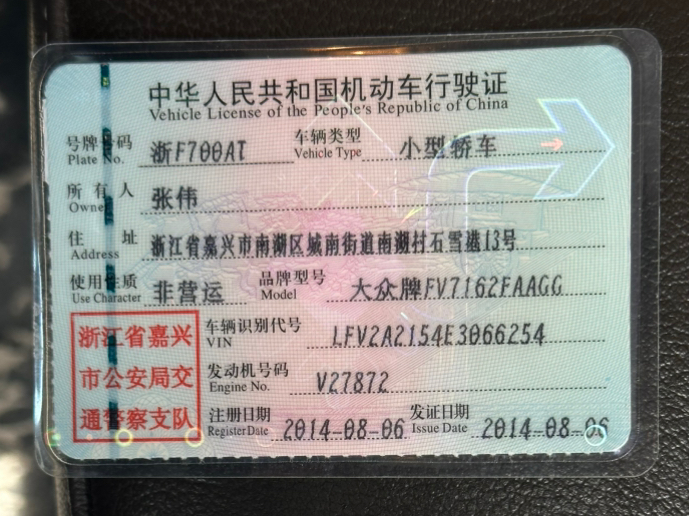 中华人民共和国机动车行驶证
Vehicle License of the People's Republic of China
号牌号码 浙F700AT 车辆类型 小型轿车
Plate No. Vehicle Type
所有人 张伟
Owner
住址 浙江省嘉兴市南湖区城南街道南湖村石雪港13号
Address
使用性质 非营运 品牌型号 大众牌FV7162FAAGG
Use Character Model
浙江省嘉兴 车辆识别代号 LFV2A2154E3066254
VIN
市公安局交 发动机号码 V27872
Engine No.
通警察支队 注册日期 2014-08-06 发证日期 2014-08-06
Register Date Issue Date